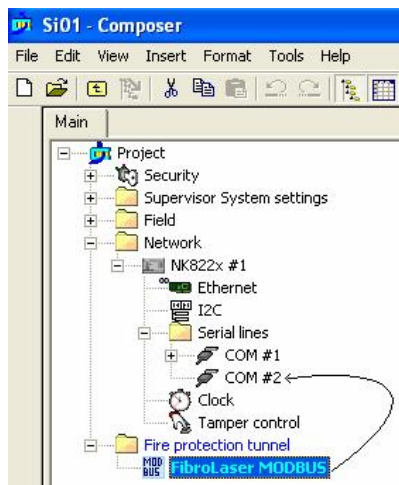 Si01 - Composer
File Edit View Insert Format Tools Help
Main
Project
Security
Supervisor System settings
Field
Network
NK822x #1
Ethernet
I2C
Serial lines
COM #1
COM #2
Clock
Tamper control
Fire protection tunnel
MOD BUS FibroLaser MODBUS